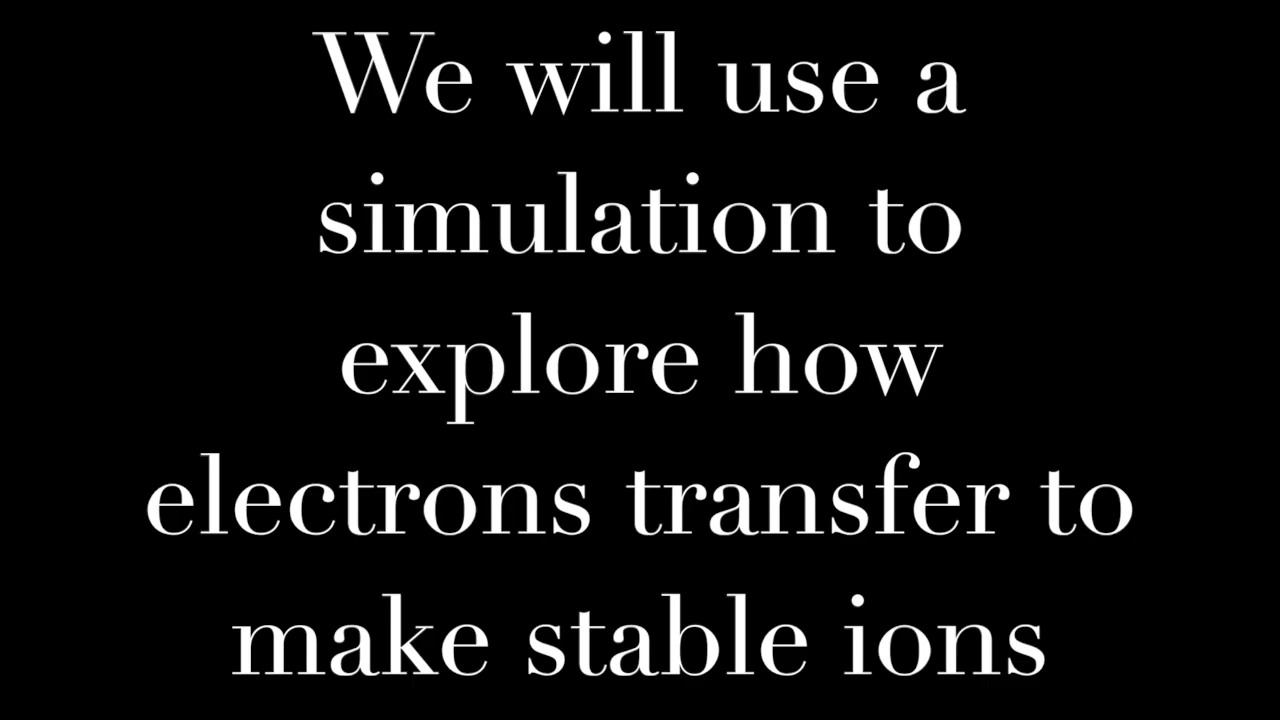 We will use a
simulation to
explore how
electrons transfer to
make stable ions